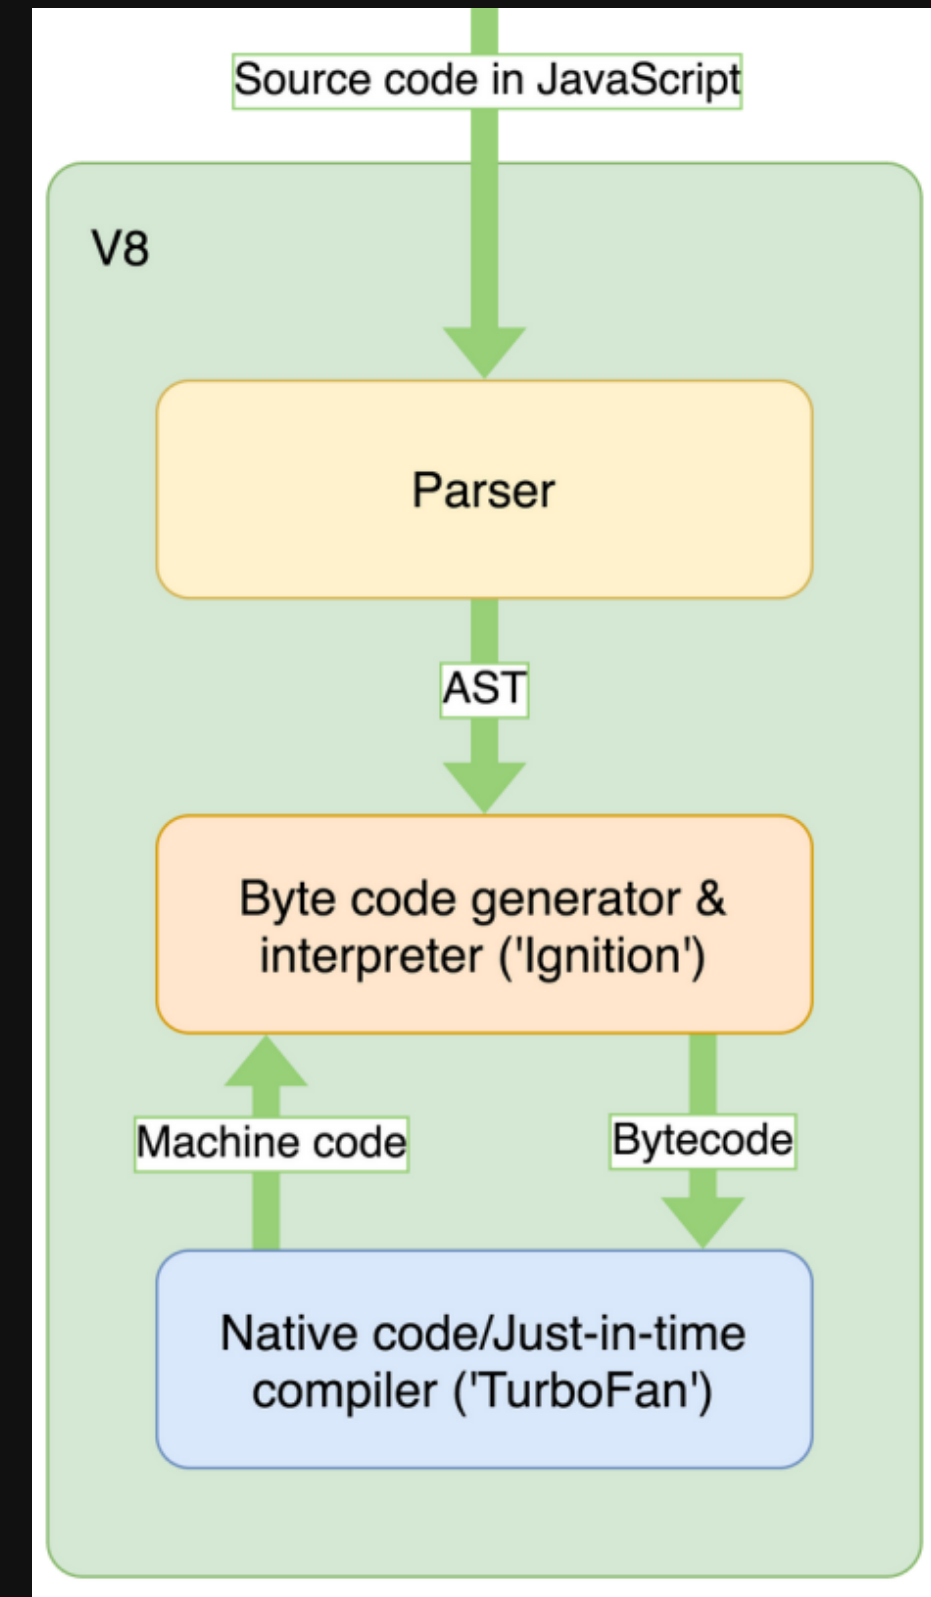 Source code in JavaScript
V8
Parser
AST
Byte code generator &
interpreter ('Ignition')
Machine code
Bytecode
Native code/Just-in-time
compiler ('TurboFan')